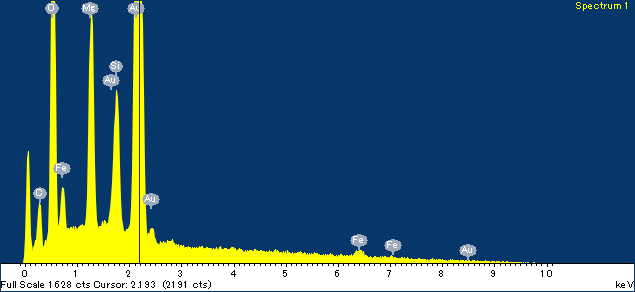 Spectrum 1
O Mg Au
Si
Au
Fe
O Au
Fe Fe Au
0 1 2 3 4 5 6 7 8 9 10
Full Scale 1628 cts Cursor: 2.193 (2191 cts) keV